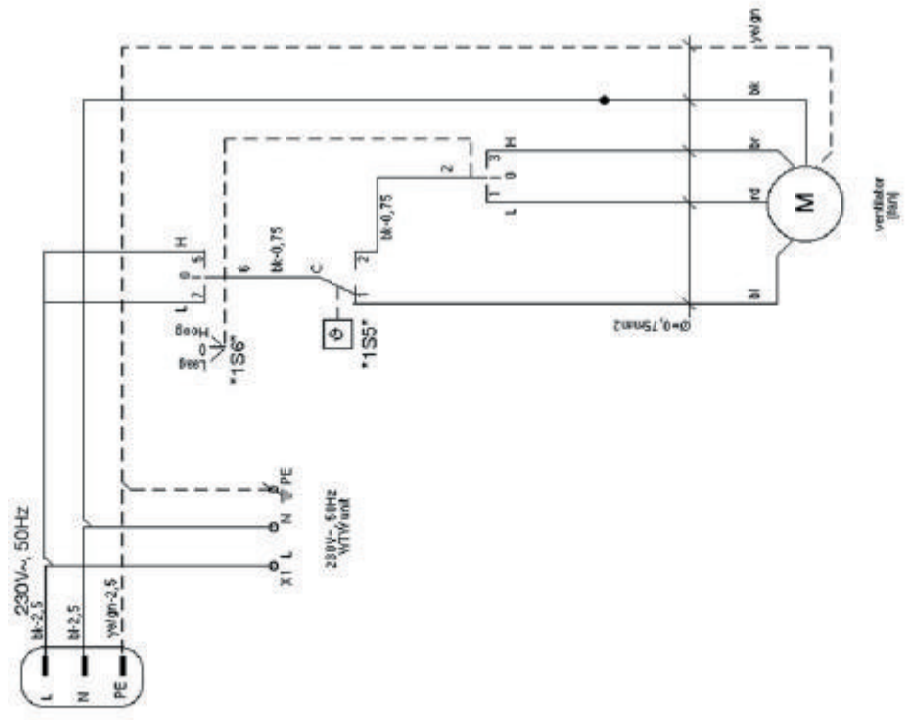 230V~, 50Hz
L
bk-2,5
N
bl-2,5
PE
ye/gn-2,5
X1
L
N
PE
230V~, 50Hz
WTW unit
L
0
H
7
5
6
bk-0,75
Laag
0
Hoog
"1S6"
C
1
2
"1S5"
bk-0,75
2
1
0
3
L
H
Ø=0,75mm2
bl
rd
br
bk
ye/gn
M
ventilator
(fan)